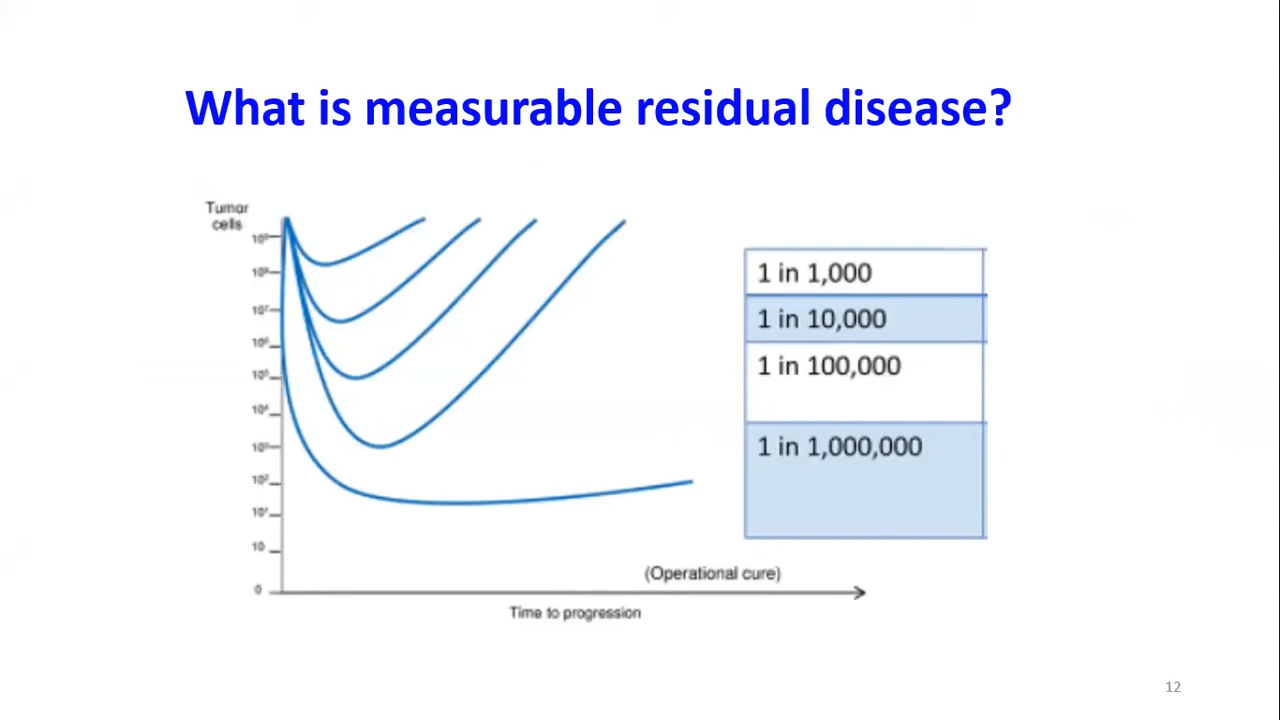 What is measurable residual disease?
Tumor
cells
10⁹
10⁸
10⁷
10⁶
10⁵
10⁴
10³
10²
10¹
10
0
1 in 1,000
1 in 10,000
1 in 100,000
1 in 1,000,000
(Operational cure)
Time to progression
12